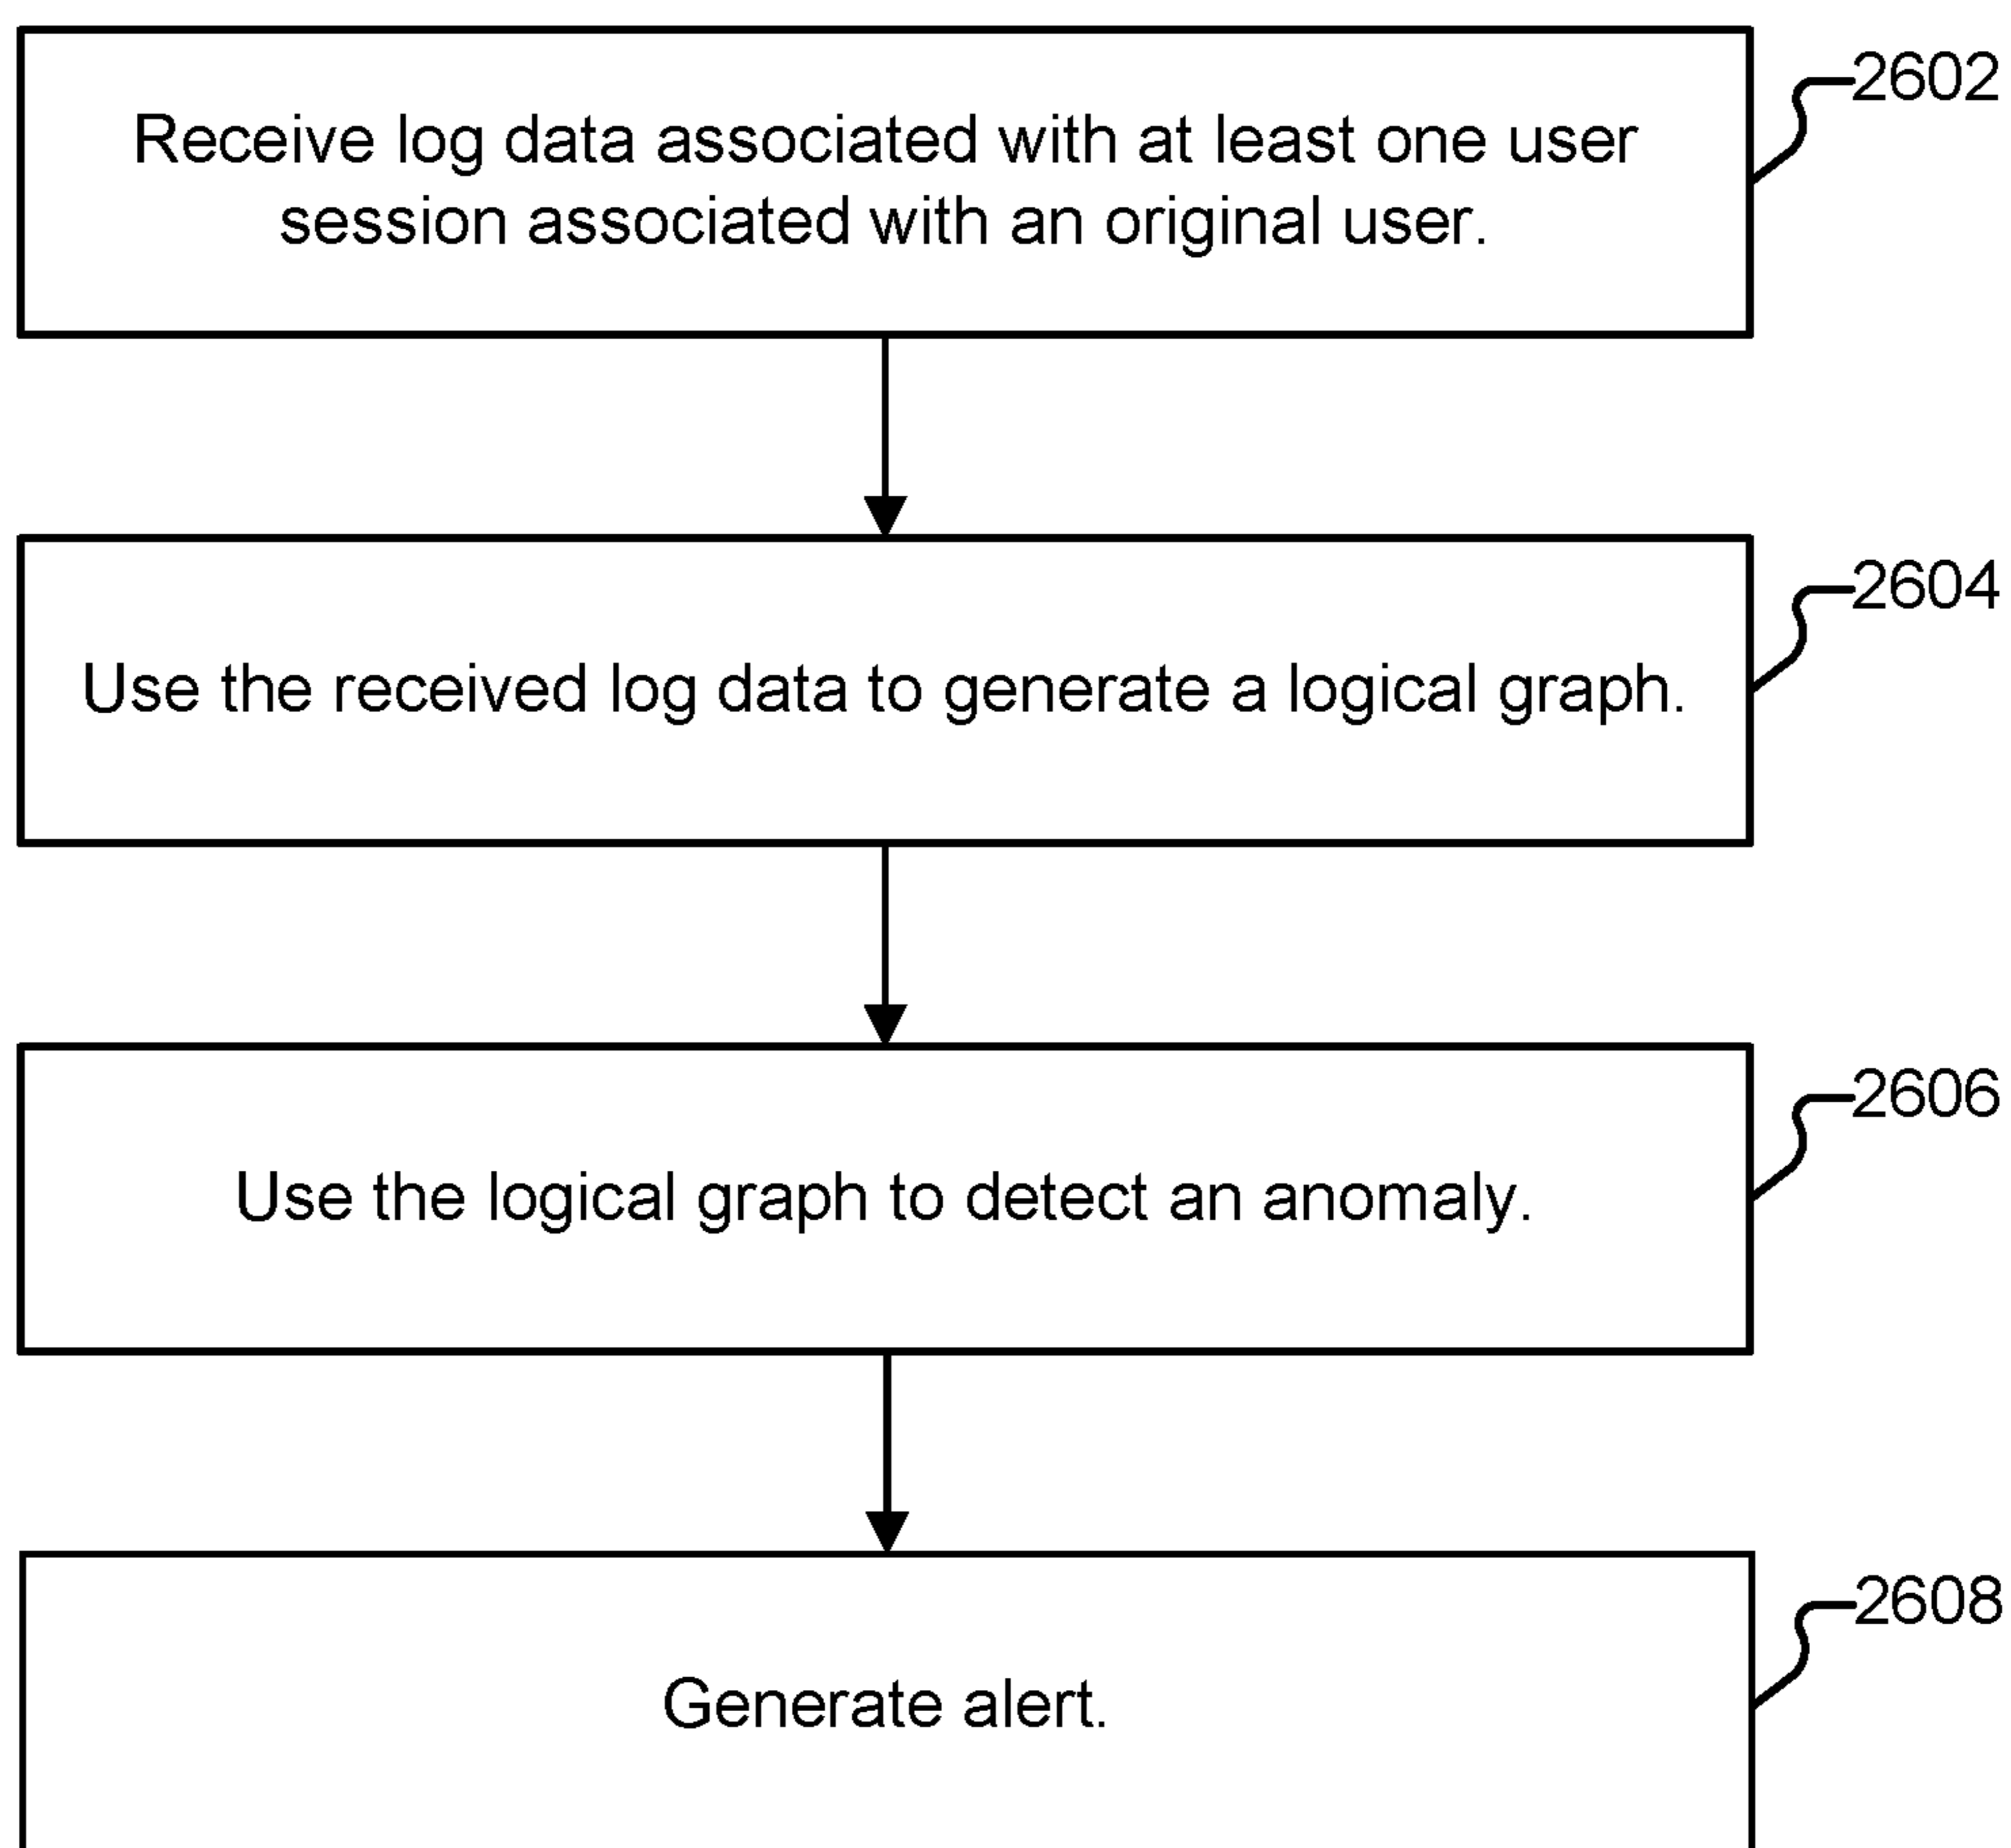 2602
Receive log data associated with at least one user
session associated with an original user.
2604
Use the received log data to generate a logical graph.
2606
Use the logical graph to detect an anomaly.
2608
Generate alert.